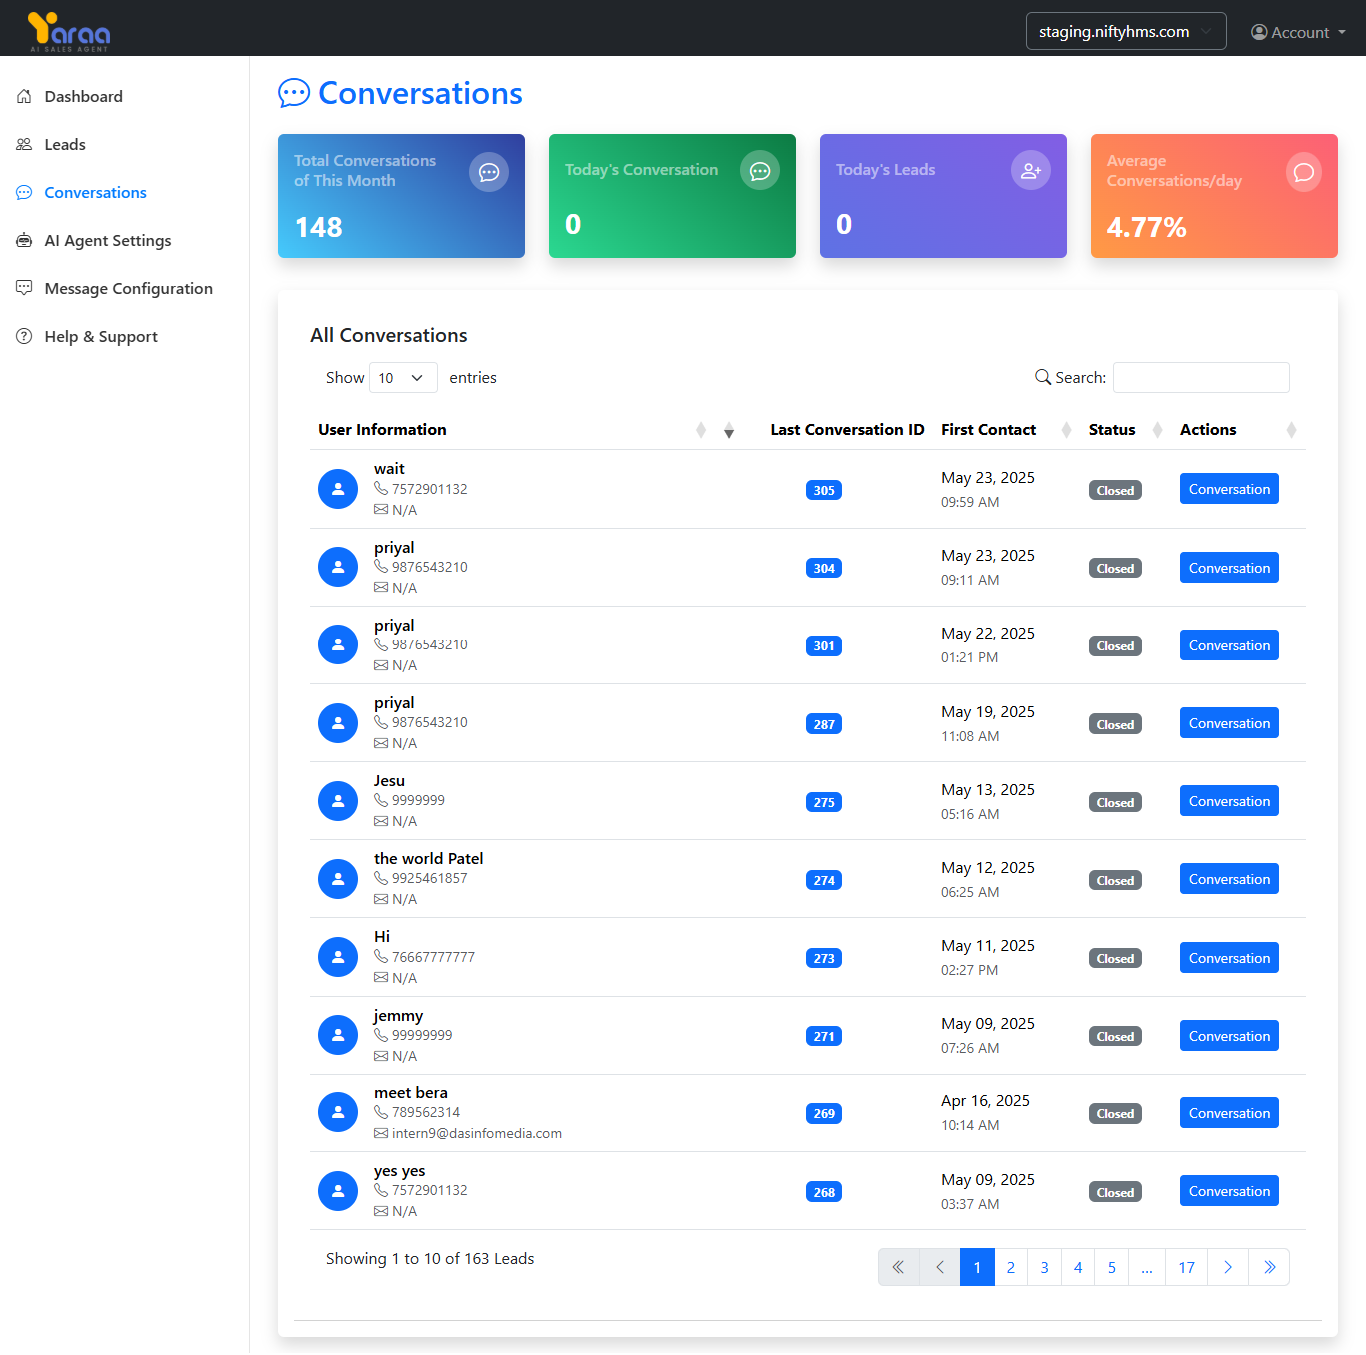 Yaraa
AI SALES AGENT
staging.niftyhms.com
Account
Dashboard
Leads
Conversations
AI Agent Settings
Message Configuration
Help & Support
Conversations
Total Conversations
of This Month
148
Today's Conversation
0
Today's Leads
0
Average
Conversations/day
4.77%
All Conversations
Show 10 entries
Search:
User Information Last Conversation ID First Contact Status Actions
wait
7572901132
N/A
305
May 23, 2025
09:59 AM
Closed
Conversation
priyal
9876543210
N/A
304
May 23, 2025
09:11 AM
Closed
Conversation
priyal
9876543210
N/A
301
May 22, 2025
01:21 PM
Closed
Conversation
priyal
9876543210
N/A
287
May 19, 2025
11:08 AM
Closed
Conversation
Jesu
9999999
N/A
275
May 13, 2025
05:16 AM
Closed
Conversation
the world Patel
9925461857
N/A
274
May 12, 2025
06:25 AM
Closed
Conversation
Hi
76667777777
N/A
273
May 11, 2025
02:27 PM
Closed
Conversation
jemmy
99999999
N/A
271
May 09, 2025
07:26 AM
Closed
Conversation
meet bera
789562314
intern9@dasinfomedia.com
269
Apr 16, 2025
10:14 AM
Closed
Conversation
yes yes
7572901132
N/A
268
May 09, 2025
03:37 AM
Closed
Conversation
Showing 1 to 10 of 163 Leads
« ‹ 1 2 3 4 5 ... 17 › »